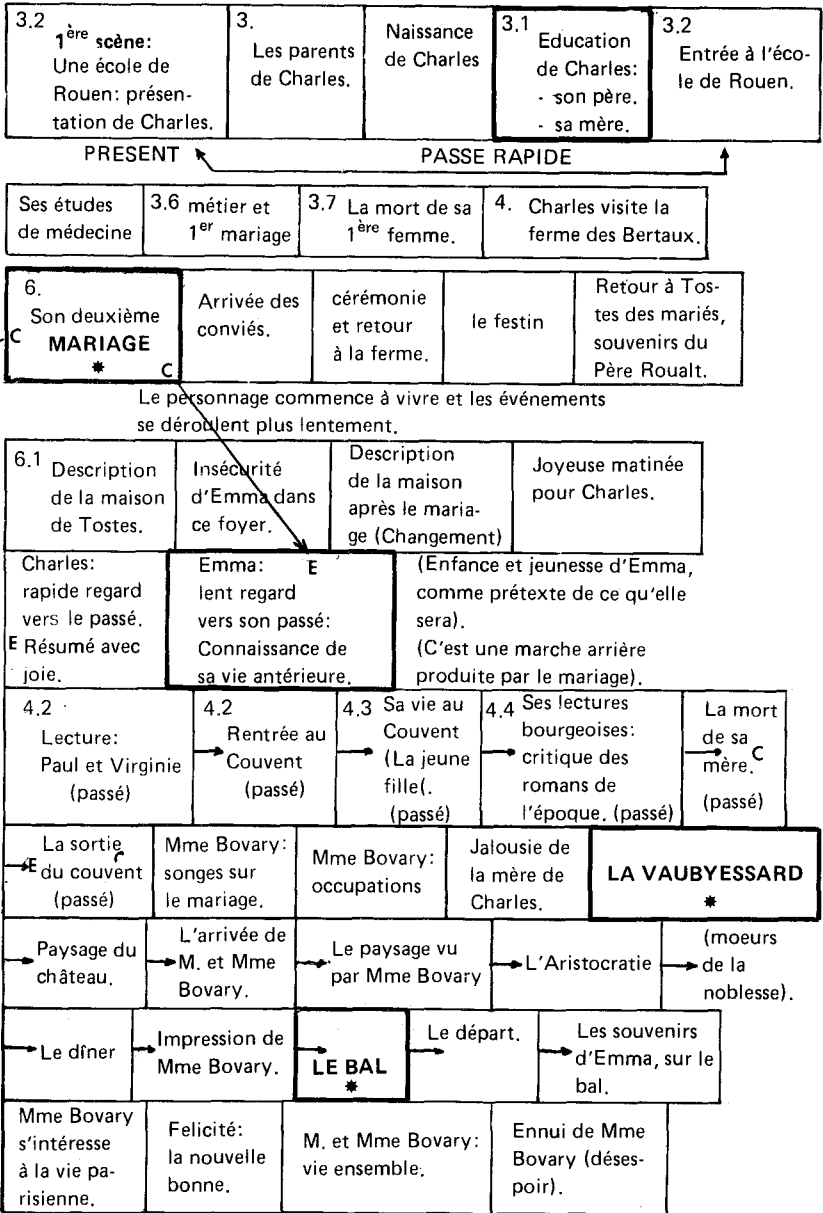 3.2
1ère scène:
Une école de
Rouen: présen-
tation de Charles.
3.
Les parents
de Charles.
Naissance
de Charles
3.1
Education
de Charles:
- son père.
- sa mère.
3.2
Entrée à l'éco-
le de Rouen.
PRESENT
PASSE RAPIDE
Ses études
de médecine
3.6 métier et
1er mariage
3.7 La mort de sa
1ère femme.
4. Charles visite la
ferme des Bertaux.
6.
Son deuxième
C MARIAGE
* C
Arrivée des
conviés.
cérémonie
et retour
à la ferme.
le festin
Retour à Tos-
tes des mariés,
souvenirs du
Père Roualt.
Le personnage commence à vivre et les événements
se déroulent plus lentement.
6.1 Description
de la maison
de Tostes.
Insécurité
d'Emma dans
ce foyer.
Description
de la maison
après le maria-
ge (Changement)
Joyeuse matinée
pour Charles.
Charles:
rapide regard
vers le passé.
E Résumé avec
joie.
Emma: E
lent regard
vers son passé:
Connaissance de
sa vie antérieure.
(Enfance et jeunesse d'Emma,
comme prétexte de ce qu'elle
sera).
(C'est une marche arrière
produite par le mariage).
4.2
Lecture:
Paul et Virginie
(passé)
4.2
Rentrée au
Couvent
(passé)
4.3 Sa vie au
Couvent
(La jeune
fille(.
(passé)
4.4 Ses lectures
bourgeoises:
critique des
romans de
l'époque. (passé)
La mort
de sa
mère. C
(passé)
La sortie
E du couvent C
(passé)
Mme Bovary:
songes sur
le mariage.
Mme Bovary:
occupations
Jalousie de
la mère de
Charles.
LA VAUBYESSARD
*
Paysage du
château.
L'arrivée de
M. et Mme
Bovary.
Le paysage vu
par Mme Bovary
L'Aristocratie
(moeurs
de la
noblesse).
Le dîner
Impression de
Mme Bovary.
LE BAL
*
Le départ.
Les souvenirs
d'Emma, sur le
bal.
Mme Bovary
s'intéresse
à la vie pa-
risienne.
Felicité:
la nouvelle
bonne.
M. et Mme Bovary:
vie ensemble.
Ennui de Mme
Bovary (déses-
poir).